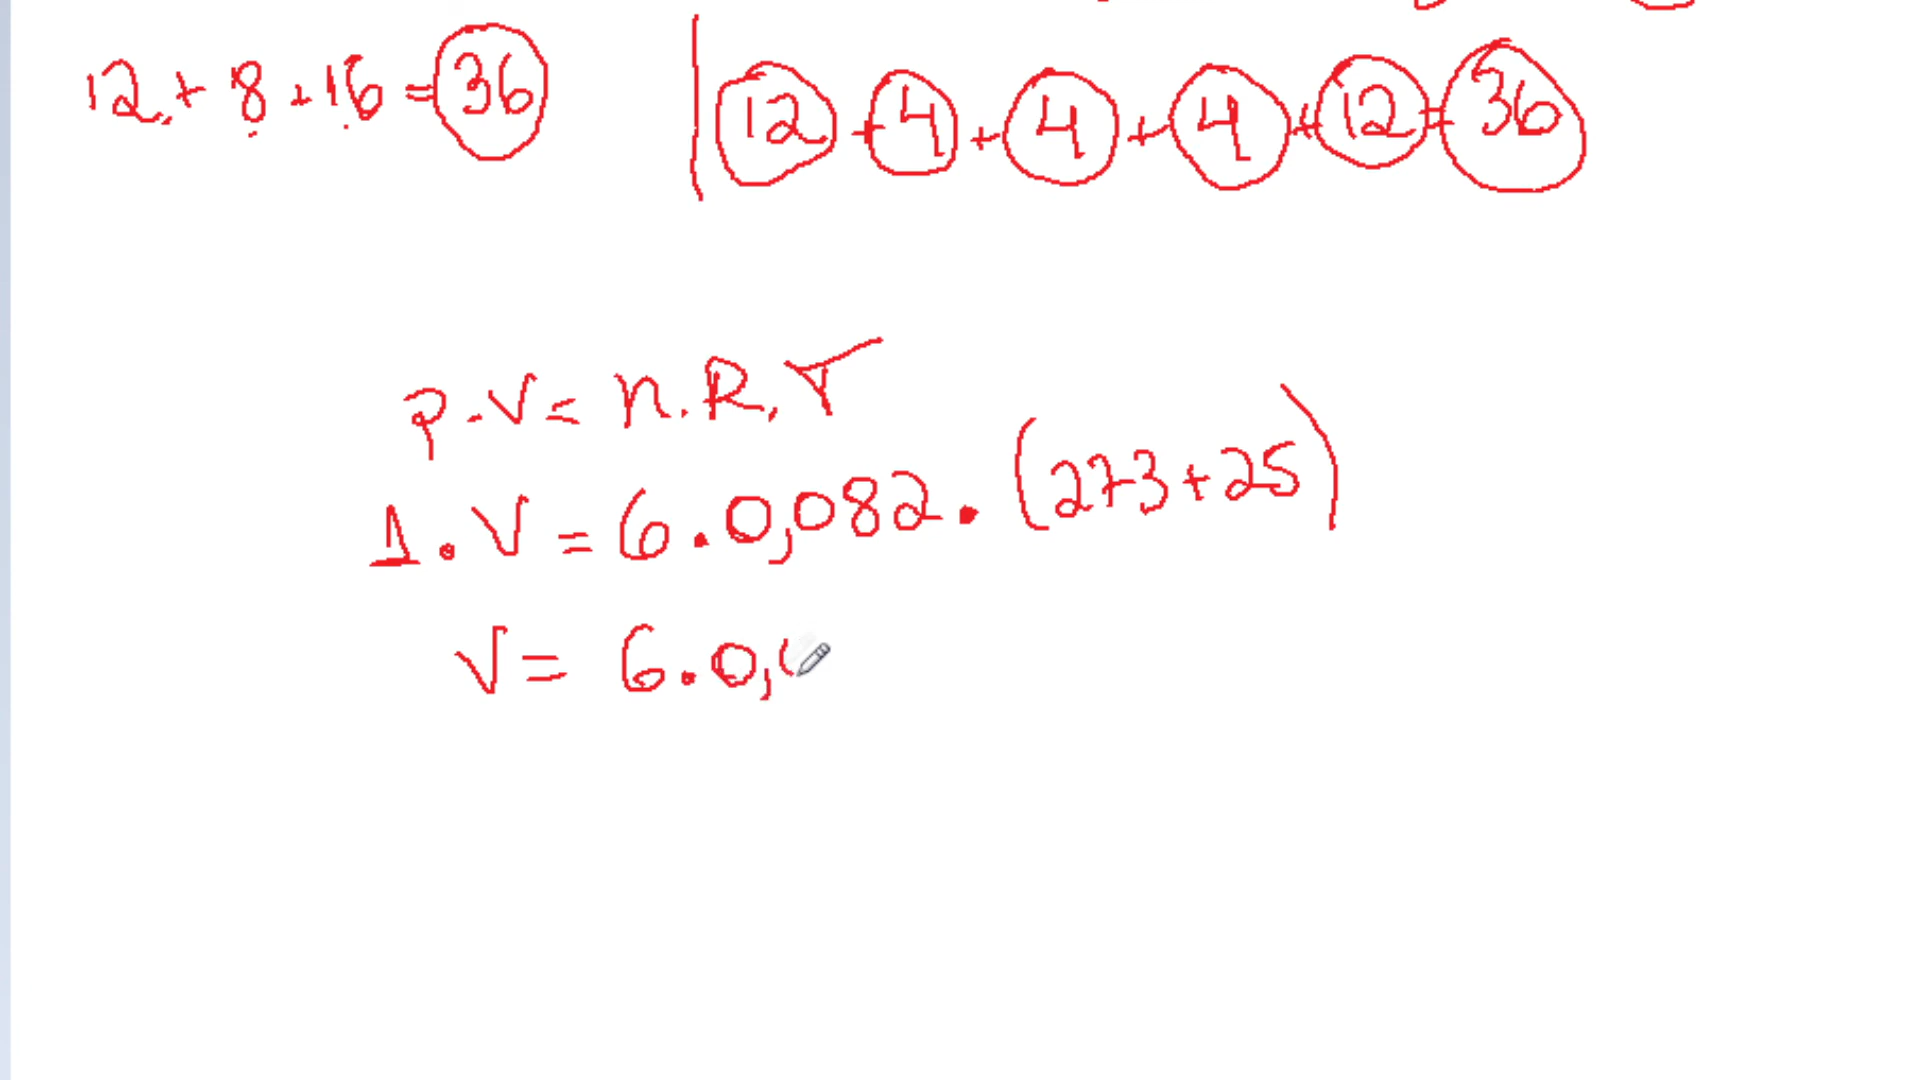 12 + 8 + 16 = 36
12 + 4 + 4 + 4 + 12 = 36
P.V = n.R.T
1.V = 6.0,082.(273+25)
V = 6.0,